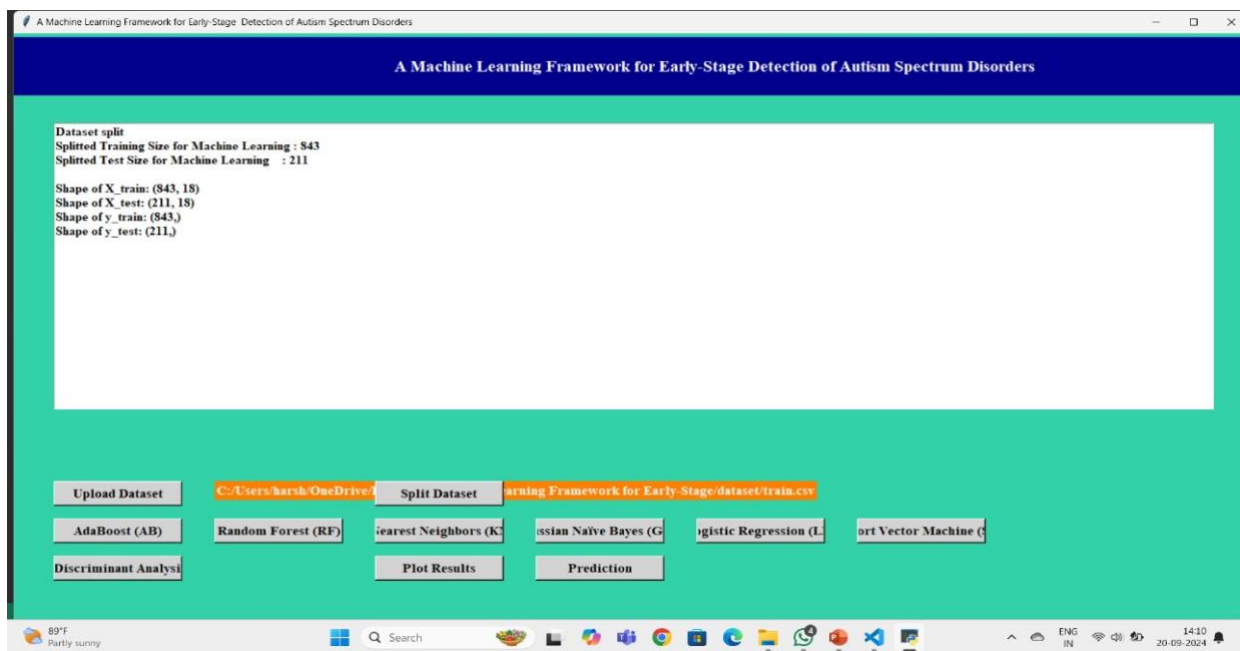 A Machine Learning Framework for Early-Stage Detection of Autism Spectrum Disorders
A Machine Learning Framework for Early-Stage Detection of Autism Spectrum Disorders
Dataset split
Splitted Training Size for Machine Learning : 843
Splitted Test Size for Machine Learning : 211
Shape of X_train: (843, 18)
Shape of X_test: (211, 18)
Shape of y_train: (843,)
Shape of y_test: (211,)
Upload Dataset C:/Users/harsh/OneDrive/ Split Dataset arning Framework for Early-Stage/dataset/train.csv
AdaBoost (AB) Random Forest (RF) earest Neighbors (K ssian Naïve Bayes (G ogistic Regression (L ort Vector Machine (
Discriminant Analysi Plot Results Prediction
89°F
Partly sunny
Search
4
ENG
IN
14:10
20-09-2024